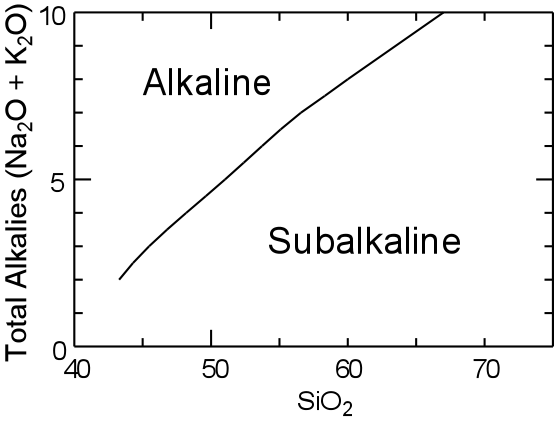 Total Alkalies (Na₂O + K₂O)
10
5
0
Alkaline
Subalkaline
40 50 60 70
SiO₂